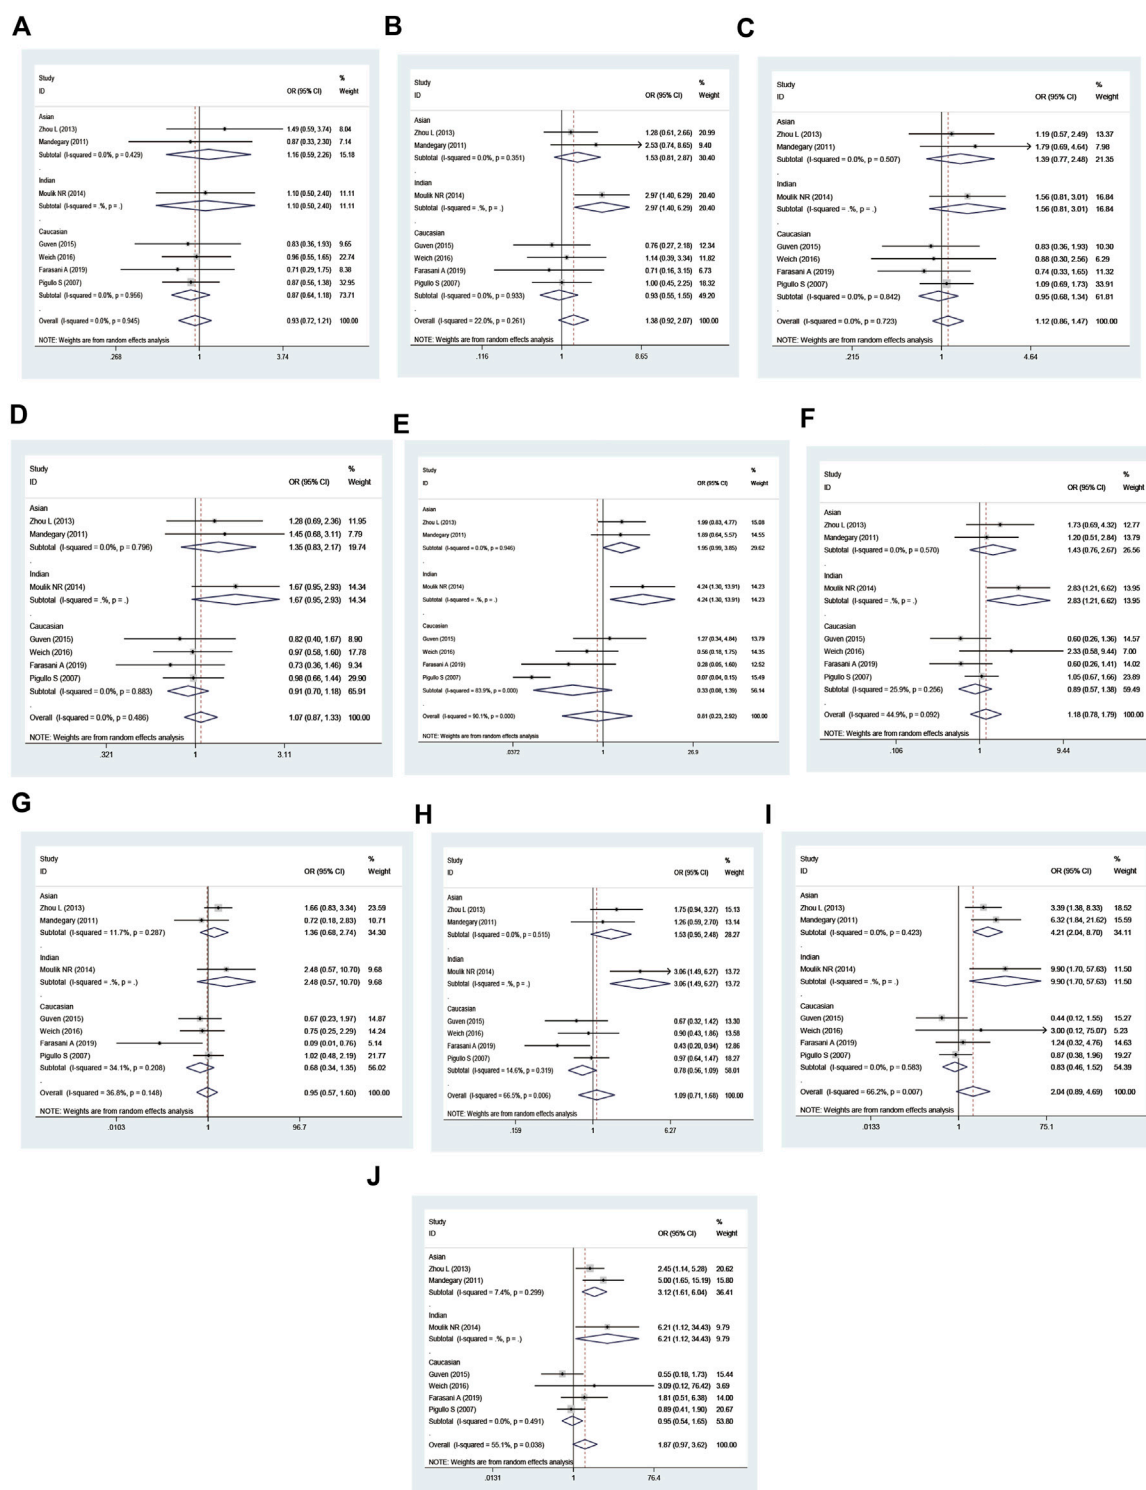 A
Study
%
ID
OR (95% CI)
Weight
Asian
Zhou L (2013) 1.49 (0.59, 3.74) 8.04
Mandegary (2011) 0.87 (0.33, 2.30) 7.14
Subtotal (I-squared = 0.0%, p = 0.429) 1.16 (0.59, 2.26) 15.18
.
Indian
Moulik NR (2014) 1.10 (0.50, 2.40) 11.11
Subtotal (I-squared = .%, p = .) 1.10 (0.50, 2.40) 11.11
.
Caucasian
Guven (2015) 0.83 (0.36, 1.93) 9.65
Weich (2016) 0.96 (0.55, 1.65) 22.74
Farasani A (2019) 0.71 (0.29, 1.75) 8.38
Pigullo S (2007) 0.87 (0.56, 1.38) 32.95
Subtotal (I-squared = 0.0%, p = 0.956) 0.87 (0.64, 1.18) 73.71
.
Overall (I-squared = 0.0%, p = 0.945) 0.93 (0.72, 1.21) 100.00
NOTE: Weights are from random effects analysis
.268 1 3.74
B
Study
%
ID
OR (95% CI)
Weight
Asian
Zhou L (2013) 1.28 (0.61, 2.66) 20.99
Mandegary (2011) 2.53 (0.74, 8.65) 9.40
Subtotal (I-squared = 0.0%, p = 0.351) 1.53 (0.81, 2.87) 30.40
.
Indian
Moulik NR (2014) 2.97 (1.40, 6.29) 20.40
Subtotal (I-squared = .%, p = .) 2.97 (1.40, 6.29) 20.40
.
Caucasian
Guven (2015) 0.76 (0.27, 2.18) 12.34
Weich (2016) 1.14 (0.39, 3.34) 11.82
Farasani A (2019) 0.71 (0.16, 3.15) 6.73
Pigullo S (2007) 1.00 (0.45, 2.25) 18.32
Subtotal (I-squared = 0.0%, p = 0.933) 0.93 (0.55, 1.55) 49.20
.
Overall (I-squared = 22.0%, p = 0.261) 1.38 (0.92, 2.07) 100.00
NOTE: Weights are from random effects analysis
.116 1 8.65
C
Study
%
ID
OR (95% CI)
Weight
Asian
Zhou L (2013) 1.19 (0.57, 2.49) 13.37
Mandegary (2011) 1.79 (0.69, 4.64) 7.98
Subtotal (I-squared = 0.0%, p = 0.507) 1.39 (0.77, 2.48) 21.35
.
Indian
Moulik NR (2014) 1.56 (0.81, 3.01) 16.84
Subtotal (I-squared = .%, p = .) 1.56 (0.81, 3.01) 16.84
.
Caucasian
Guven (2015) 0.83 (0.36, 1.93) 10.30
Weich (2016) 0.88 (0.30, 2.56) 6.29
Farasani A (2019) 0.74 (0.33, 1.65) 11.32
Pigullo S (2007) 1.09 (0.69, 1.73) 33.91
Subtotal (I-squared = 0.0%, p = 0.842) 0.95 (0.68, 1.34) 61.81
.
Overall (I-squared = 0.0%, p = 0.723) 1.12 (0.86, 1.47) 100.00
NOTE: Weights are from random effects analysis
.215 1 4.64
D
Study
%
ID
OR (95% CI)
Weight
Asian
Zhou L (2013) 1.28 (0.69, 2.36) 11.95
Mandegary (2011) 1.45 (0.68, 3.11) 7.79
Subtotal (I-squared = 0.0%, p = 0.796) 1.35 (0.83, 2.17) 19.74
.
Indian
Moulik NR (2014) 1.67 (0.95, 2.93) 14.34
Subtotal (I-squared = .%, p = .) 1.67 (0.95, 2.93) 14.34
.
Caucasian
Guven (2015) 0.82 (0.40, 1.67) 8.90
Weich (2016) 0.97 (0.58, 1.60) 17.78
Farasani A (2019) 0.73 (0.36, 1.46) 9.34
Pigullo S (2007) 0.98 (0.66, 1.44) 29.90
Subtotal (I-squared = 0.0%, p = 0.883) 0.91 (0.70, 1.18) 65.91
.
Overall (I-squared = 0.0%, p = 0.486) 1.07 (0.87, 1.33) 100.00
NOTE: Weights are from random effects analysis
.321 1 3.11
E
Study
%
ID
OR (95% CI)
Weight
Asian
Zhou L (2013) 1.99 (0.83, 4.77) 15.08
Mandegary (2011) 1.89 (0.64, 5.57) 14.55
Subtotal (I-squared = 0.0%, p = 0.946) 1.95 (0.99, 3.85) 29.62
.
Indian
Moulik NR (2014) 4.24 (1.30, 13.91) 14.23
Subtotal (I-squared = .%, p = .) 4.24 (1.30, 13.91) 14.23
.
Caucasian
Guven (2015) 1.27 (0.34, 4.84) 13.79
Weich (2016) 0.56 (0.18, 1.75) 14.35
Farasani A (2019) 0.28 (0.05, 1.60) 12.52
Pigullo S (2007) 0.07 (0.04, 0.15) 15.49
Subtotal (I-squared = 83.9%, p = 0.000) 0.33 (0.08, 1.39) 56.14
.
Overall (I-squared = 90.1%, p = 0.000) 0.81 (0.23, 2.92) 100.00
NOTE: Weights are from random effects analysis
.0372 1 26.9
F
Study
%
ID
OR (95% CI)
Weight
Asian
Zhou L (2013) 1.73 (0.69, 4.32) 12.77
Mandegary (2011) 1.20 (0.51, 2.84) 13.79
Subtotal (I-squared = 0.0%, p = 0.570) 1.43 (0.76, 2.67) 26.56
.
Indian
Moulik NR (2014) 2.83 (1.21, 6.62) 13.95
Subtotal (I-squared = .%, p = .) 2.83 (1.21, 6.62) 13.95
.
Caucasian
Guven (2015) 0.60 (0.26, 1.36) 14.57
Weich (2016) 2.33 (0.58, 9.44) 7.00
Farasani A (2019) 0.60 (0.26, 1.41) 14.02
Pigullo S (2007) 1.05 (0.67, 1.66) 23.89
Subtotal (I-squared = 25.9%, p = 0.256) 0.89 (0.57, 1.38) 59.49
.
Overall (I-squared = 44.9%, p = 0.092) 1.18 (0.78, 1.79) 100.00
NOTE: Weights are from random effects analysis
.106 1 9.44
G
Study
%
ID
OR (95% CI)
Weight
Asian
Zhou L (2013) 1.66 (0.83, 3.34) 23.59
Mandegary (2011) 0.72 (0.18, 2.83) 10.71
Subtotal (I-squared = 11.7%, p = 0.287) 1.36 (0.68, 2.74) 34.30
.
Indian
Moulik NR (2014) 2.48 (0.57, 10.70) 9.68
Subtotal (I-squared = .%, p = .) 2.48 (0.57, 10.70) 9.68
.
Caucasian
Guven (2015) 0.67 (0.23, 1.97) 14.87
Weich (2016) 0.75 (0.25, 2.29) 14.24
Farasani A (2019) 0.09 (0.01, 0.76) 5.14
Pigullo S (2007) 1.02 (0.48, 2.19) 21.77
Subtotal (I-squared = 34.1%, p = 0.208) 0.68 (0.34, 1.35) 56.02
.
Overall (I-squared = 36.8%, p = 0.148) 0.95 (0.57, 1.60) 100.00
NOTE: Weights are from random effects analysis
.0103 1 96.7
H
Study
%
ID
OR (95% CI)
Weight
Asian
Zhou L (2013) 1.75 (0.94, 3.27) 15.13
Mandegary (2011) 1.26 (0.59, 2.70) 13.14
Subtotal (I-squared = 0.0%, p = 0.515) 1.53 (0.95, 2.48) 28.27
.
Indian
Moulik NR (2014) 3.06 (1.49, 6.27) 13.72
Subtotal (I-squared = .%, p = .) 3.06 (1.49, 6.27) 13.72
.
Caucasian
Guven (2015) 0.67 (0.32, 1.42) 13.30
Weich (2016) 0.90 (0.43, 1.86) 13.58
Farasani A (2019) 0.43 (0.20, 0.94) 12.86
Pigullo S (2007) 0.97 (0.64, 1.47) 18.27
Subtotal (I-squared = 14.6%, p = 0.319) 0.78 (0.56, 1.09) 58.01
.
Overall (I-squared = 66.5%, p = 0.006) 1.09 (0.71, 1.68) 100.00
NOTE: Weights are from random effects analysis
.159 1 6.27
I
Study
%
ID
OR (95% CI)
Weight
Asian
Zhou L (2013) 3.39 (1.38, 8.33) 18.52
Mandegary (2011) 6.32 (1.84, 21.62) 15.59
Subtotal (I-squared = 0.0%, p = 0.423) 4.21 (2.04, 8.70) 34.11
.
Indian
Moulik NR (2014) 9.90 (1.70, 57.63) 11.50
Subtotal (I-squared = .%, p = .) 9.90 (1.70, 57.63) 11.50
.
Caucasian
Guven (2015) 0.44 (0.12, 1.55) 15.27
Weich (2016) 3.00 (0.12, 75.07) 5.23
Farasani A (2019) 1.24 (0.32, 4.76) 14.63
Pigullo S (2007) 0.87 (0.38, 1.96) 19.27
Subtotal (I-squared = 0.0%, p = 0.583) 0.83 (0.46, 1.52) 54.39
.
Overall (I-squared = 66.2%, p = 0.007) 2.04 (0.89, 4.69) 100.00
NOTE: Weights are from random effects analysis
.0133 1 75.1
J
Study
%
ID
OR (95% CI)
Weight
Asian
Zhou L (2013) 2.45 (1.14, 5.28) 20.62
Mandegary (2011) 5.00 (1.65, 15.19) 15.80
Subtotal (I-squared = 7.4%, p = 0.299) 3.12 (1.61, 6.04) 36.41
.
Indian
Moulik NR (2014) 6.21 (1.12, 34.43) 9.79
Subtotal (I-squared = .%, p = .) 6.21 (1.12, 34.43) 9.79
.
Caucasian
Guven (2015) 0.55 (0.18, 1.73) 15.44
Weich (2016) 3.09 (0.12, 76.42) 3.69
Farasani A (2019) 1.81 (0.51, 6.38) 14.00
Pigullo S (2007) 0.89 (0.41, 1.90) 20.67
Subtotal (I-squared = 0.0%, p = 0.491) 0.95 (0.54, 1.65) 53.80
.
Overall (I-squared = 55.1%, p = 0.038) 1.87 (0.97, 3.62) 100.00
NOTE: Weights are from random effects analysis
.0131 1 76.4